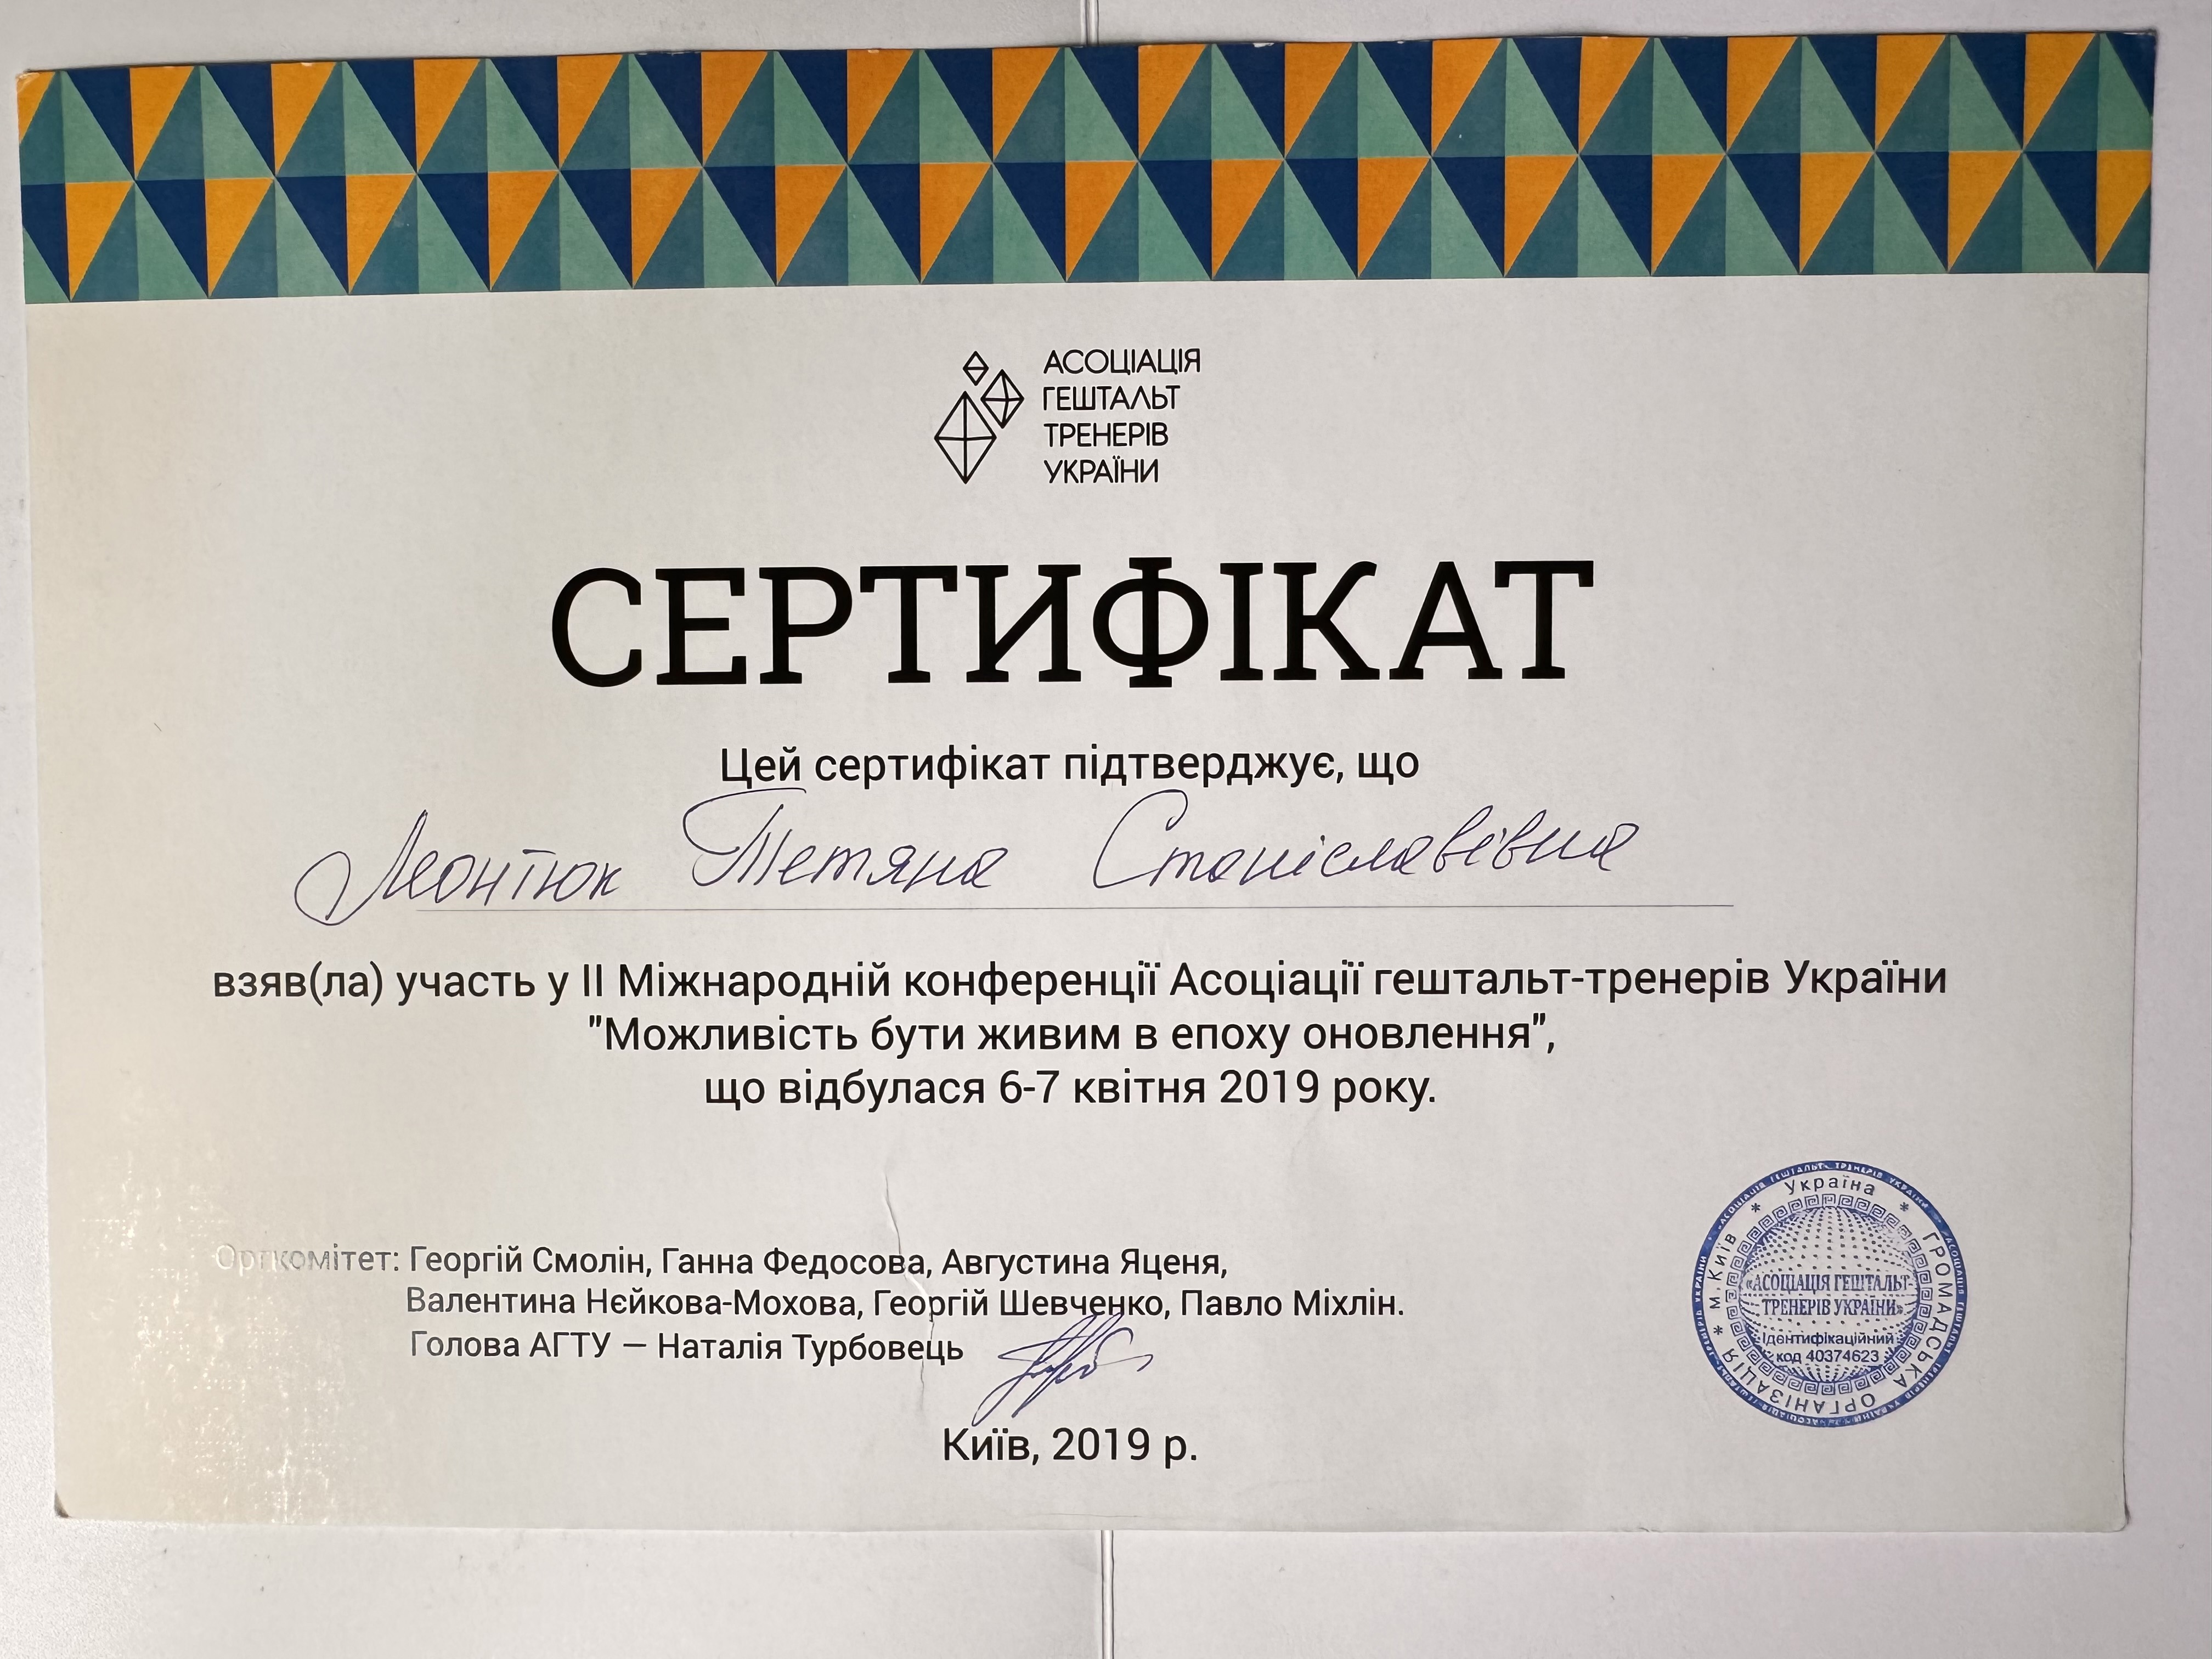 АСОЦІАЦІЯ
ГЕШТАЛЬТ
ТРЕНЕРІВ
УКРАЇНИ
СЕРТИФІКАТ
Цей сертифікат підтверджує, що
Леонтюк Тетяна Станіславівна
взяв(ла) участь у II Міжнародній конференції Асоціації гештальт-тренерів України
"Можливість бути живим в епоху оновлення",
що відбулася 6-7 квітня 2019 року.
Оргкомітет: Георгій Смолін, Ганна Федосова, Августина Яценя,
Валентина Нєйкова-Мохова, Георгій Шевченко, Павло Міхлін.
Голова АГТУ — Наталія Турбовець
Київ, 2019 р.
Україна
* м. Київ *
ГРОМАДСЬКА ОРГАНІЗАЦІЯ
«АСОЦІАЦІЯ ГЕШТАЛЬТ-
ТРЕНЕРІВ УКРАЇНИ»
Ідентифікаційний
код 40374623